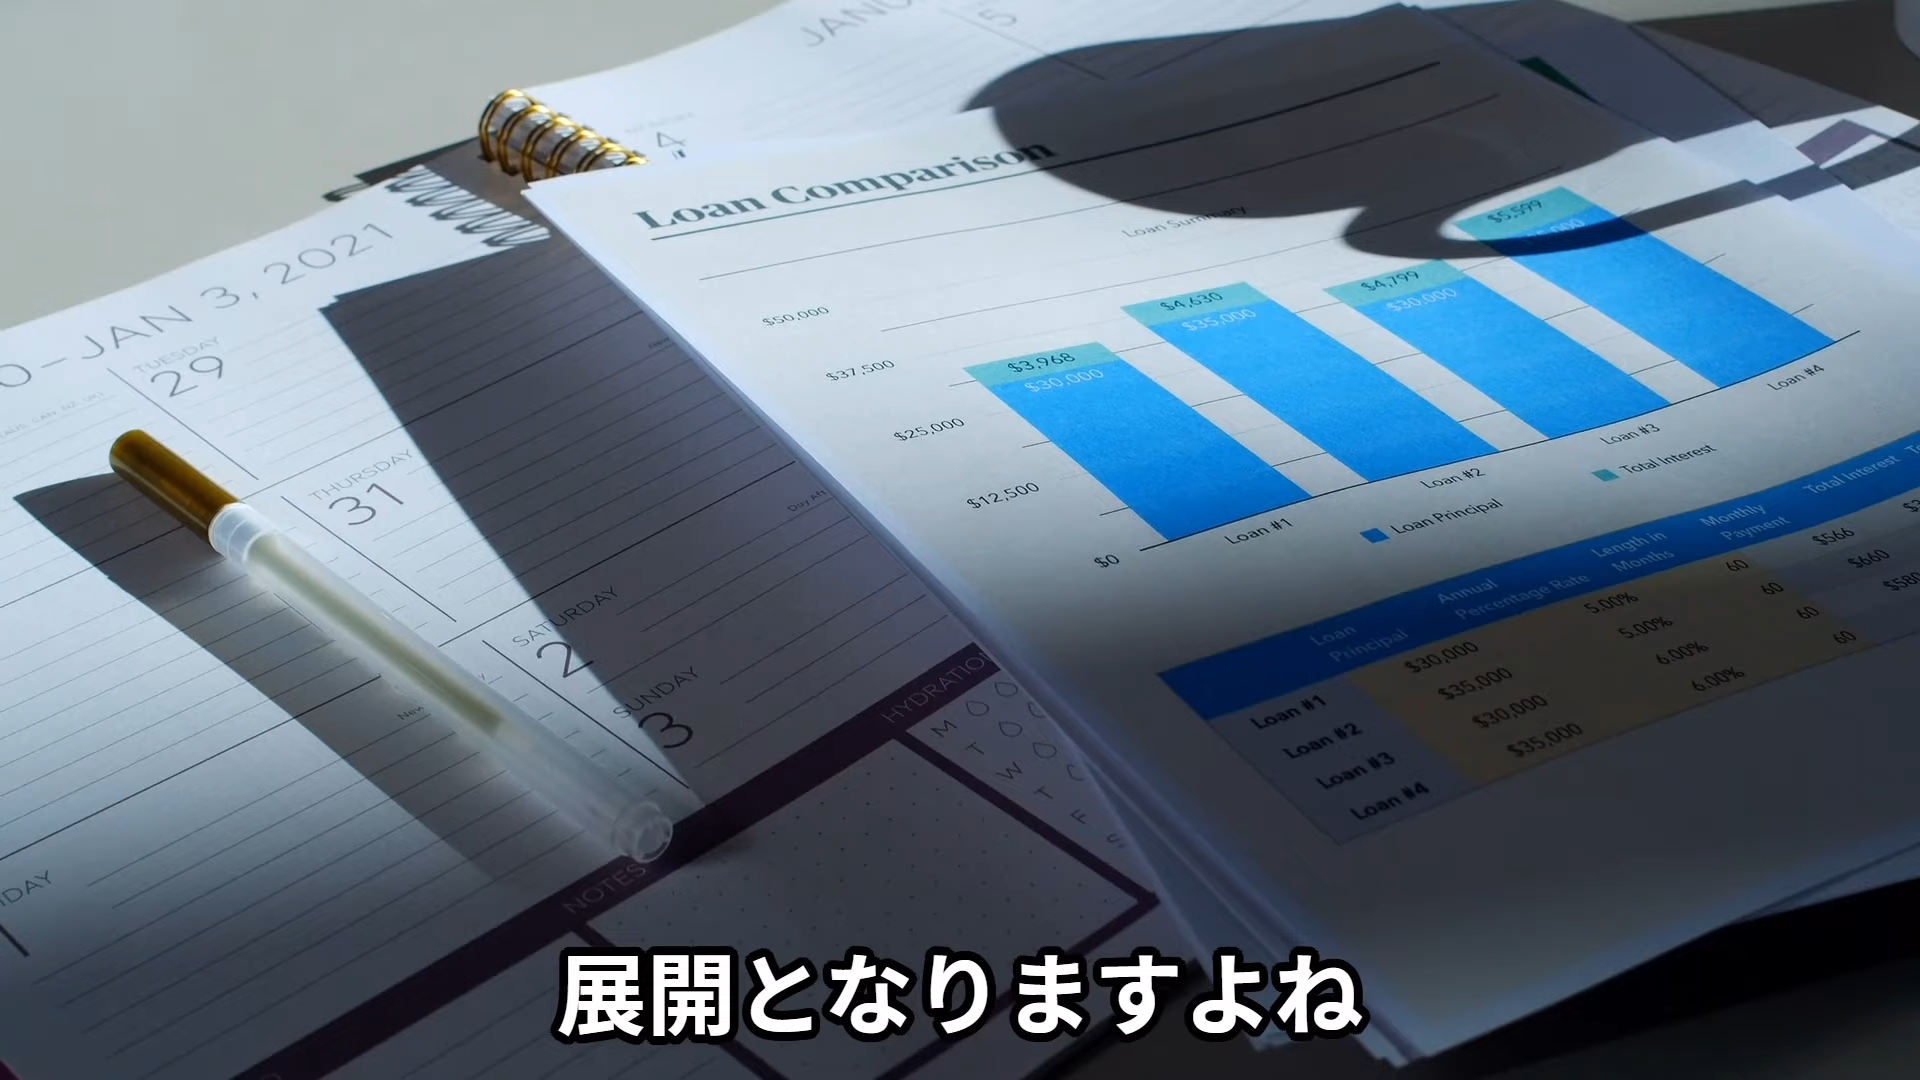 JANU
5
4
O–JAN 3, 2021
TUESDAY
29
THURSDAY
31
SATURDAY
2
SUNDAY
3
HYDRATION
M
T
W
T
F
S
NOTES
Loan Comparison
Loan Summary
$50,000
$37,500
$25,000
$12,500
$0
$3,968
$30,000
$4,630
$35,000
$4,799
$30,000
$5,599
Loan #1
Loan #2
Loan #3
Loan #4
Loan Principal
Total Interest
Loan Principal
Annual Percentage Rate
Length in Months
Monthly Payment
Total Interest
Loan #1 $30,000 5.00% 60 $566
Loan #2 $35,000 5.00% 60 $660
Loan #3 $30,000 6.00% 60 $580
Loan #4 $35,000 6.00% 60
展開となりますよね